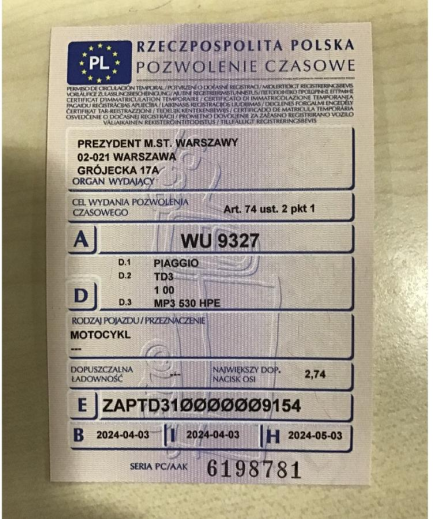 PL
RZECZPOSPOLITA POLSKA
POZWOLENIE CZASOWE
PREZYDENT M.ST. WARSZAWY
02-021 WARSZAWA
GRÓJECKA 17A
ORGAN WYDAJĄCY
CEL WYDANIA POZWOLENIA
CZASOWEGO Art. 74 ust. 2 pkt 1
A WU 9327
D.1 PIAGGIO
D.2 TD3
1 00
D D.3 MP3 530 HPE
RODZAJ POJAZDU / PRZEZNACZENIE
MOTOCYKL
---
DOPUSZCZALNA ŁADOWNOŚĆ -.- NAJWIĘKSZY DOP. NACISK OSI 2,74
E ZAPTD31ØØØØØØ9154
B 2024-04-03 I 2024-04-03 H 2024-05-03
SERIA PC/AAK 6198781